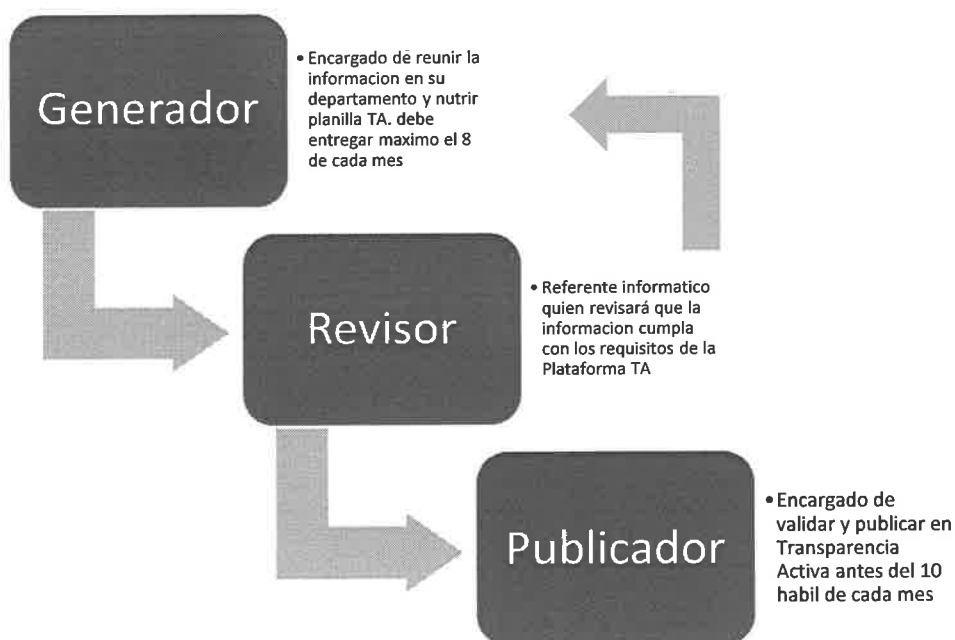 Generador
• Encargado de reunir la
informacion en su
departamento y nutrir
planilla TA. debe
entregar maximo el 8
de cada mes
Revisor
• Referente informatico
quien revisará que la
informacion cumpla
con los requisitos de la
Plataforma TA
Publicador
• Encargado de
validar y publicar en
Transparencia
Activa antes del 10
habil de cada mes